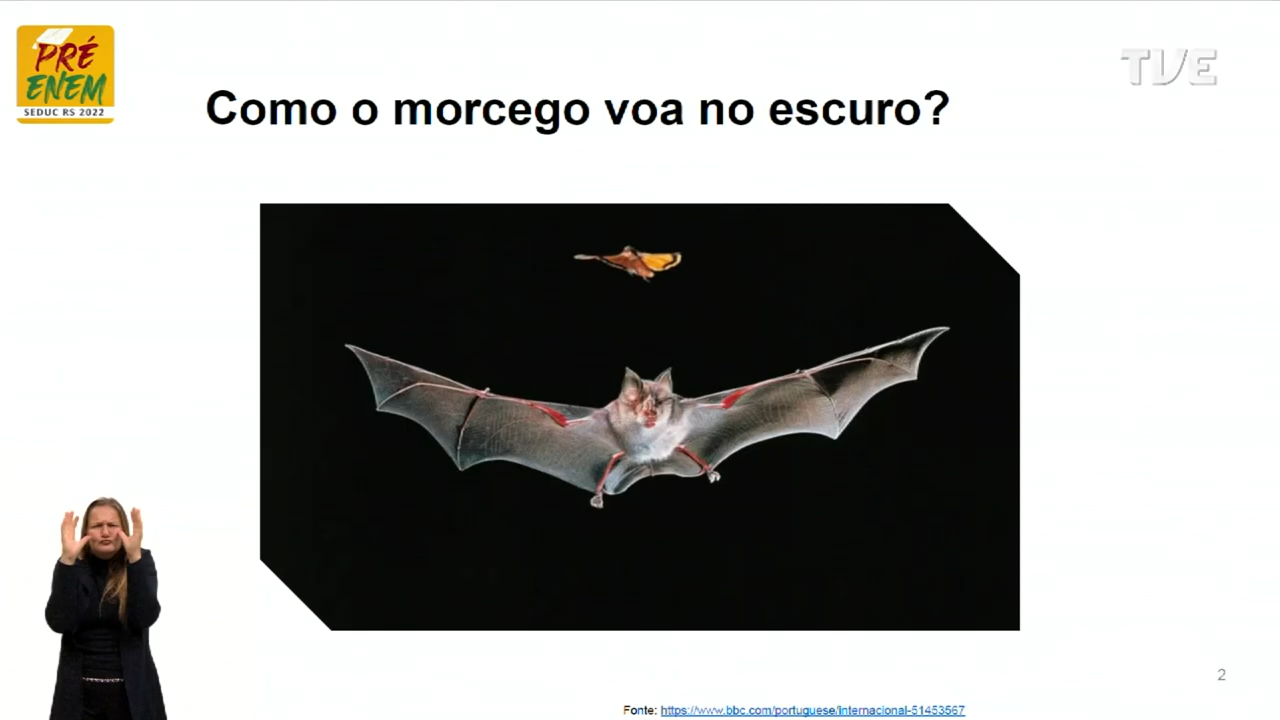 PRÉ
ENEM
SEDUC RS 2022
TVE
Como o morcego voa no escuro?
2
Fonte: https://www.bbc.com/portuguese/internacional-51453567